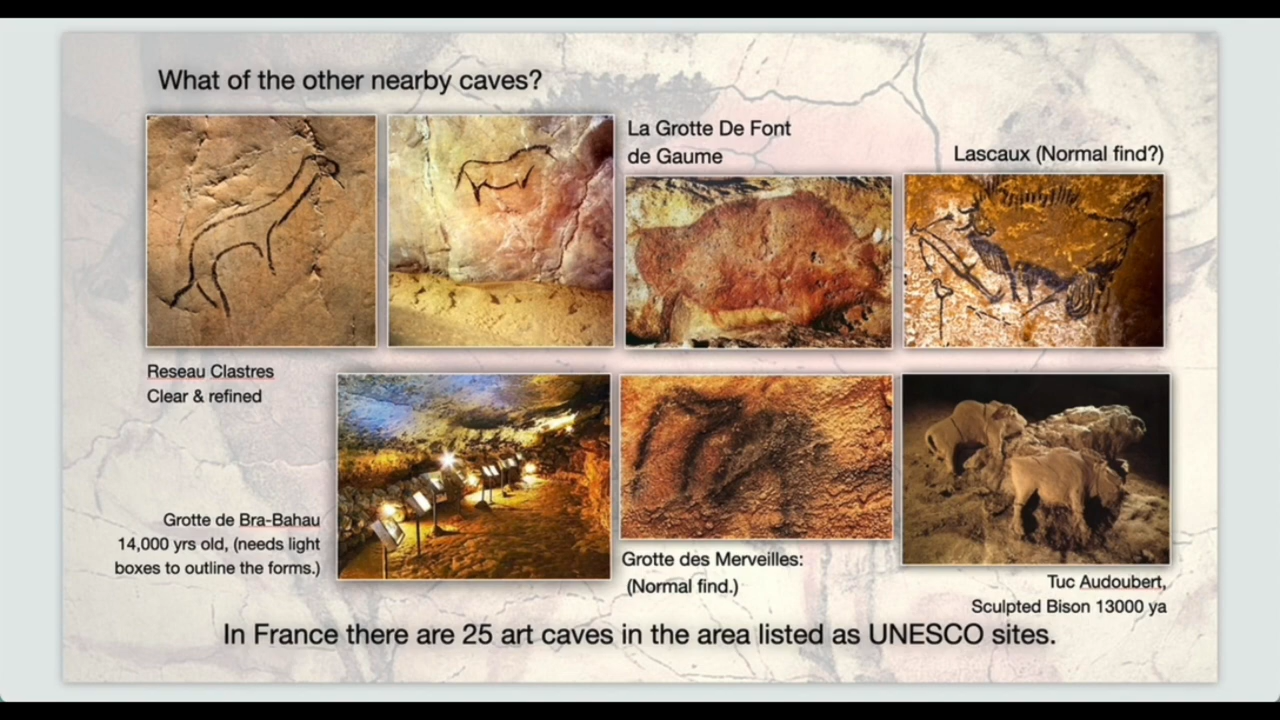 What of the other nearby caves?
La Grotte De Font
de Gaume
Lascaux (Normal find?)
Reseau Clastres
Clear & refined
Grotte de Bra-Bahau
14,000 yrs old, (needs light
boxes to outline the forms.)
Grotte des Merveilles:
(Normal find.)
Tuc Audoubert,
Sculpted Bison 13000 ya
In France there are 25 art caves in the area listed as UNESCO sites.